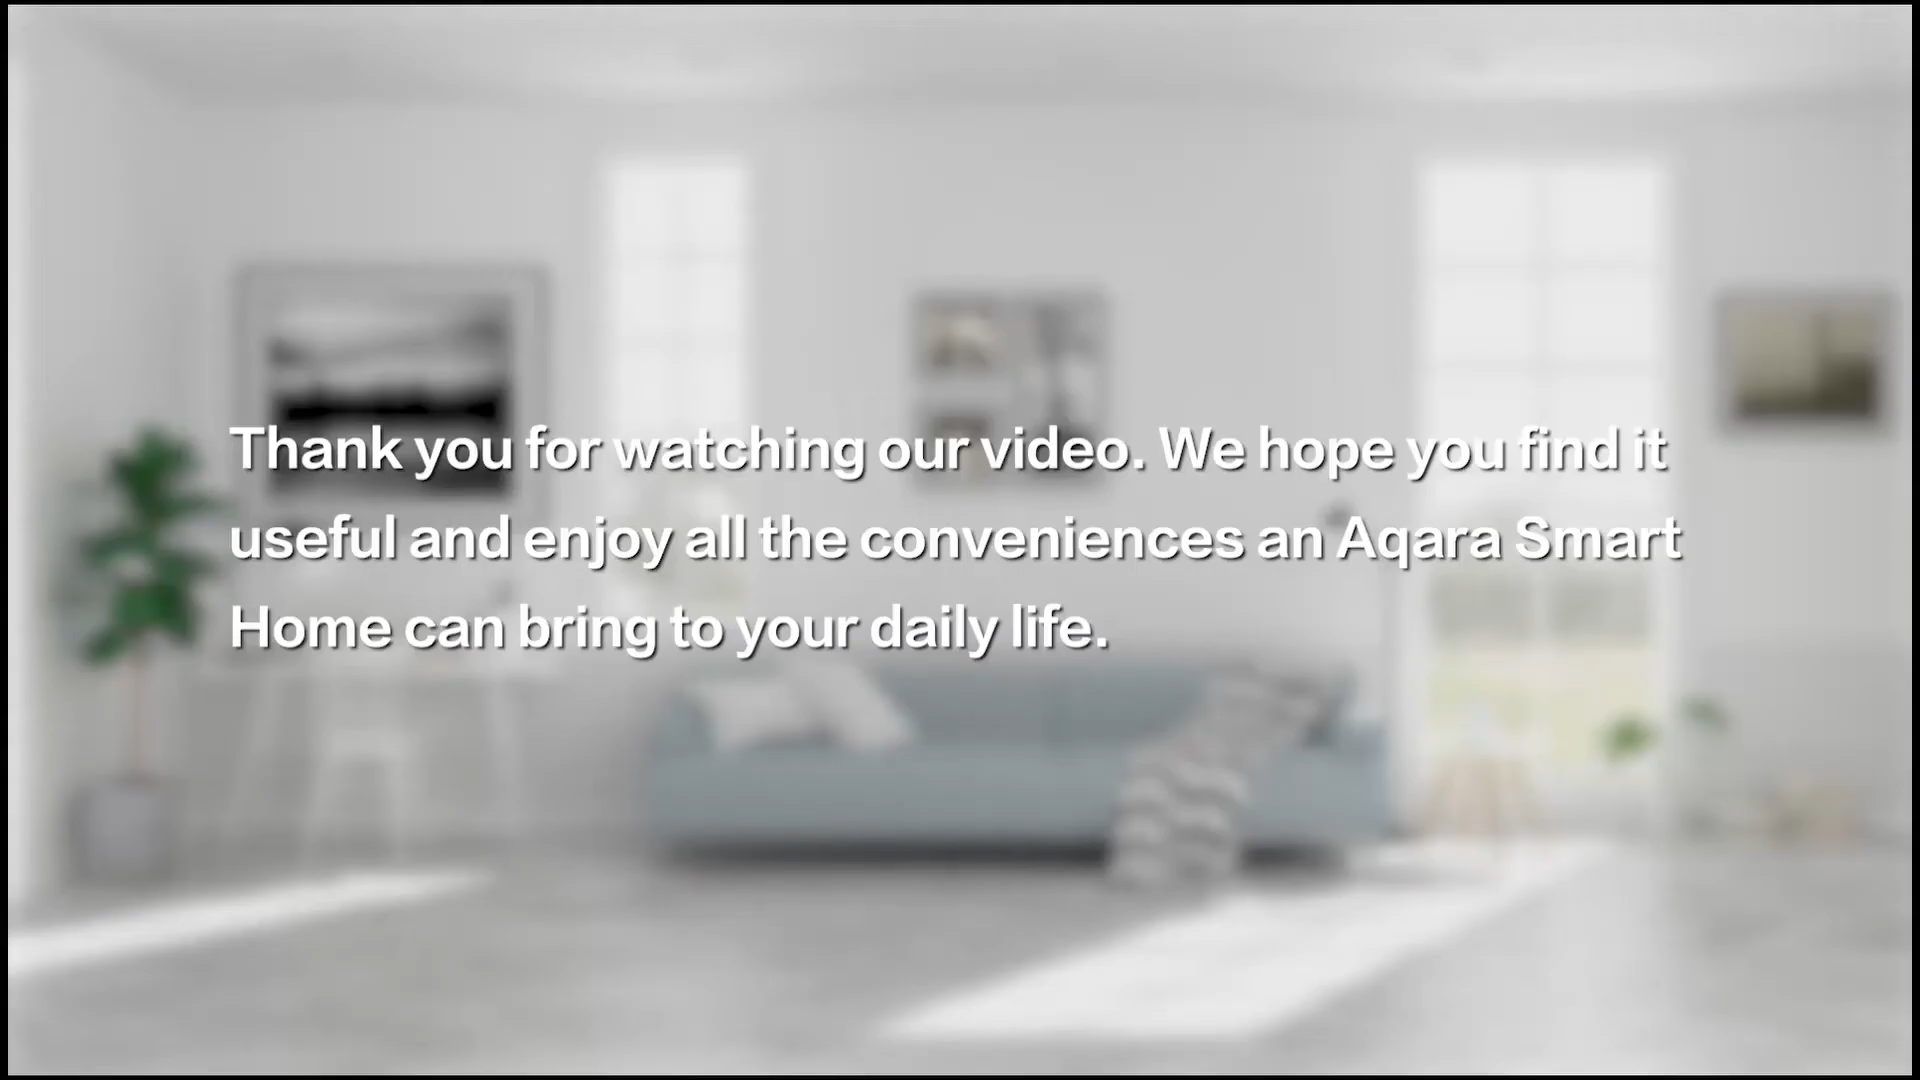 Thank you for watching our video. We hope you find it
useful and enjoy all the conveniences an Aqara Smart
Home can bring to your daily life.